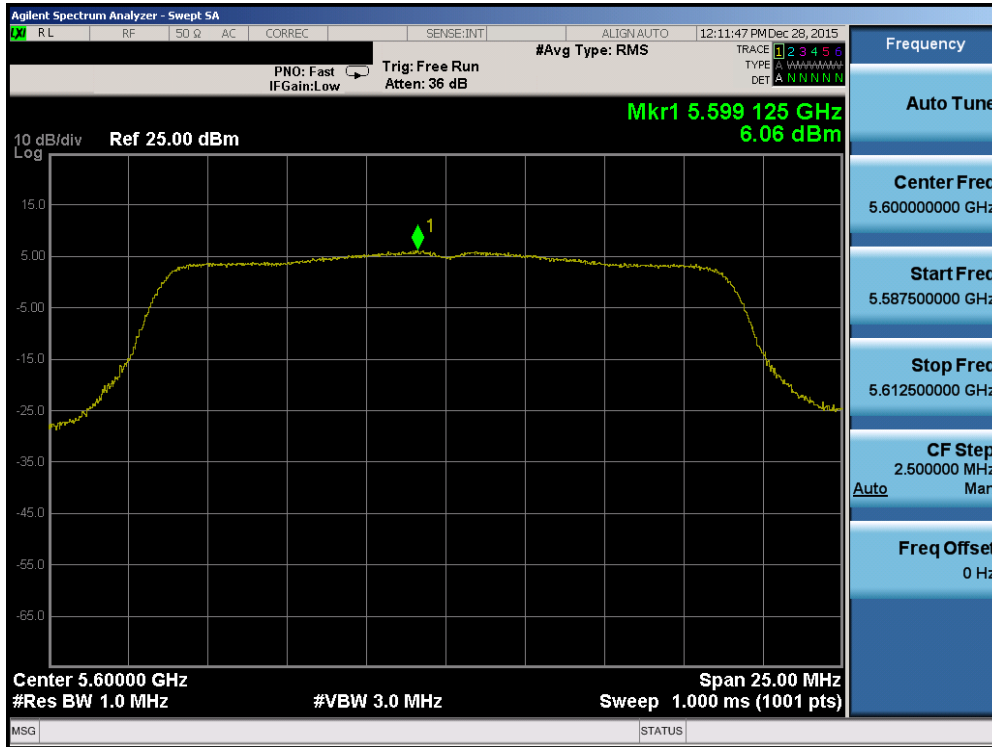 Agilent Spectrum Analyzer - Swept SA
LXI RL RF 50 Ω AC CORREC SENSE:INT ALIGN AUTO 12:11:47 PM Dec 28, 2015
#Avg Type: RMS TRACE 1 2 3 4 5 6
PNO: Fast Trig: Free Run TYPE A WWWWW
IFGain:Low Atten: 36 dB DET A N N N N N
Mkr1 5.599 125 GHz
6.06 dBm
10 dB/div Ref 25.00 dBm
Log
1
15.0
5.00
-5.00
-15.0
-25.0
-35.0
-45.0
-55.0
-65.0
Center 5.60000 GHz Span 25.00 MHz
#Res BW 1.0 MHz #VBW 3.0 MHz Sweep 1.000 ms (1001 pts)
MSG STATUS
Frequency
Auto Tune
Center Freq
5.600000000 GHz
Start Freq
5.587500000 GHz
Stop Freq
5.612500000 GHz
CF Step
2.500000 MHz
Auto Man
Freq Offset
0 Hz